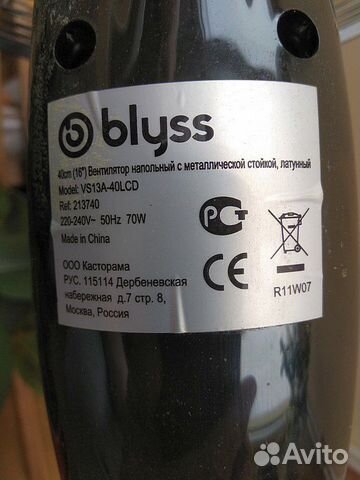 blyss
40cm (16") Вентилятор напольный с металлической стойкой, латунный
Model: VS13A-40LCD
Ref: 213740
220-240V~ 50Hz 70W
Made in China
ООО Касторама
РУС. 115114 Дербеневская
набережная д.7 стр. 8,
Москва, Россия
РСТ
CE
R11W07
Avito